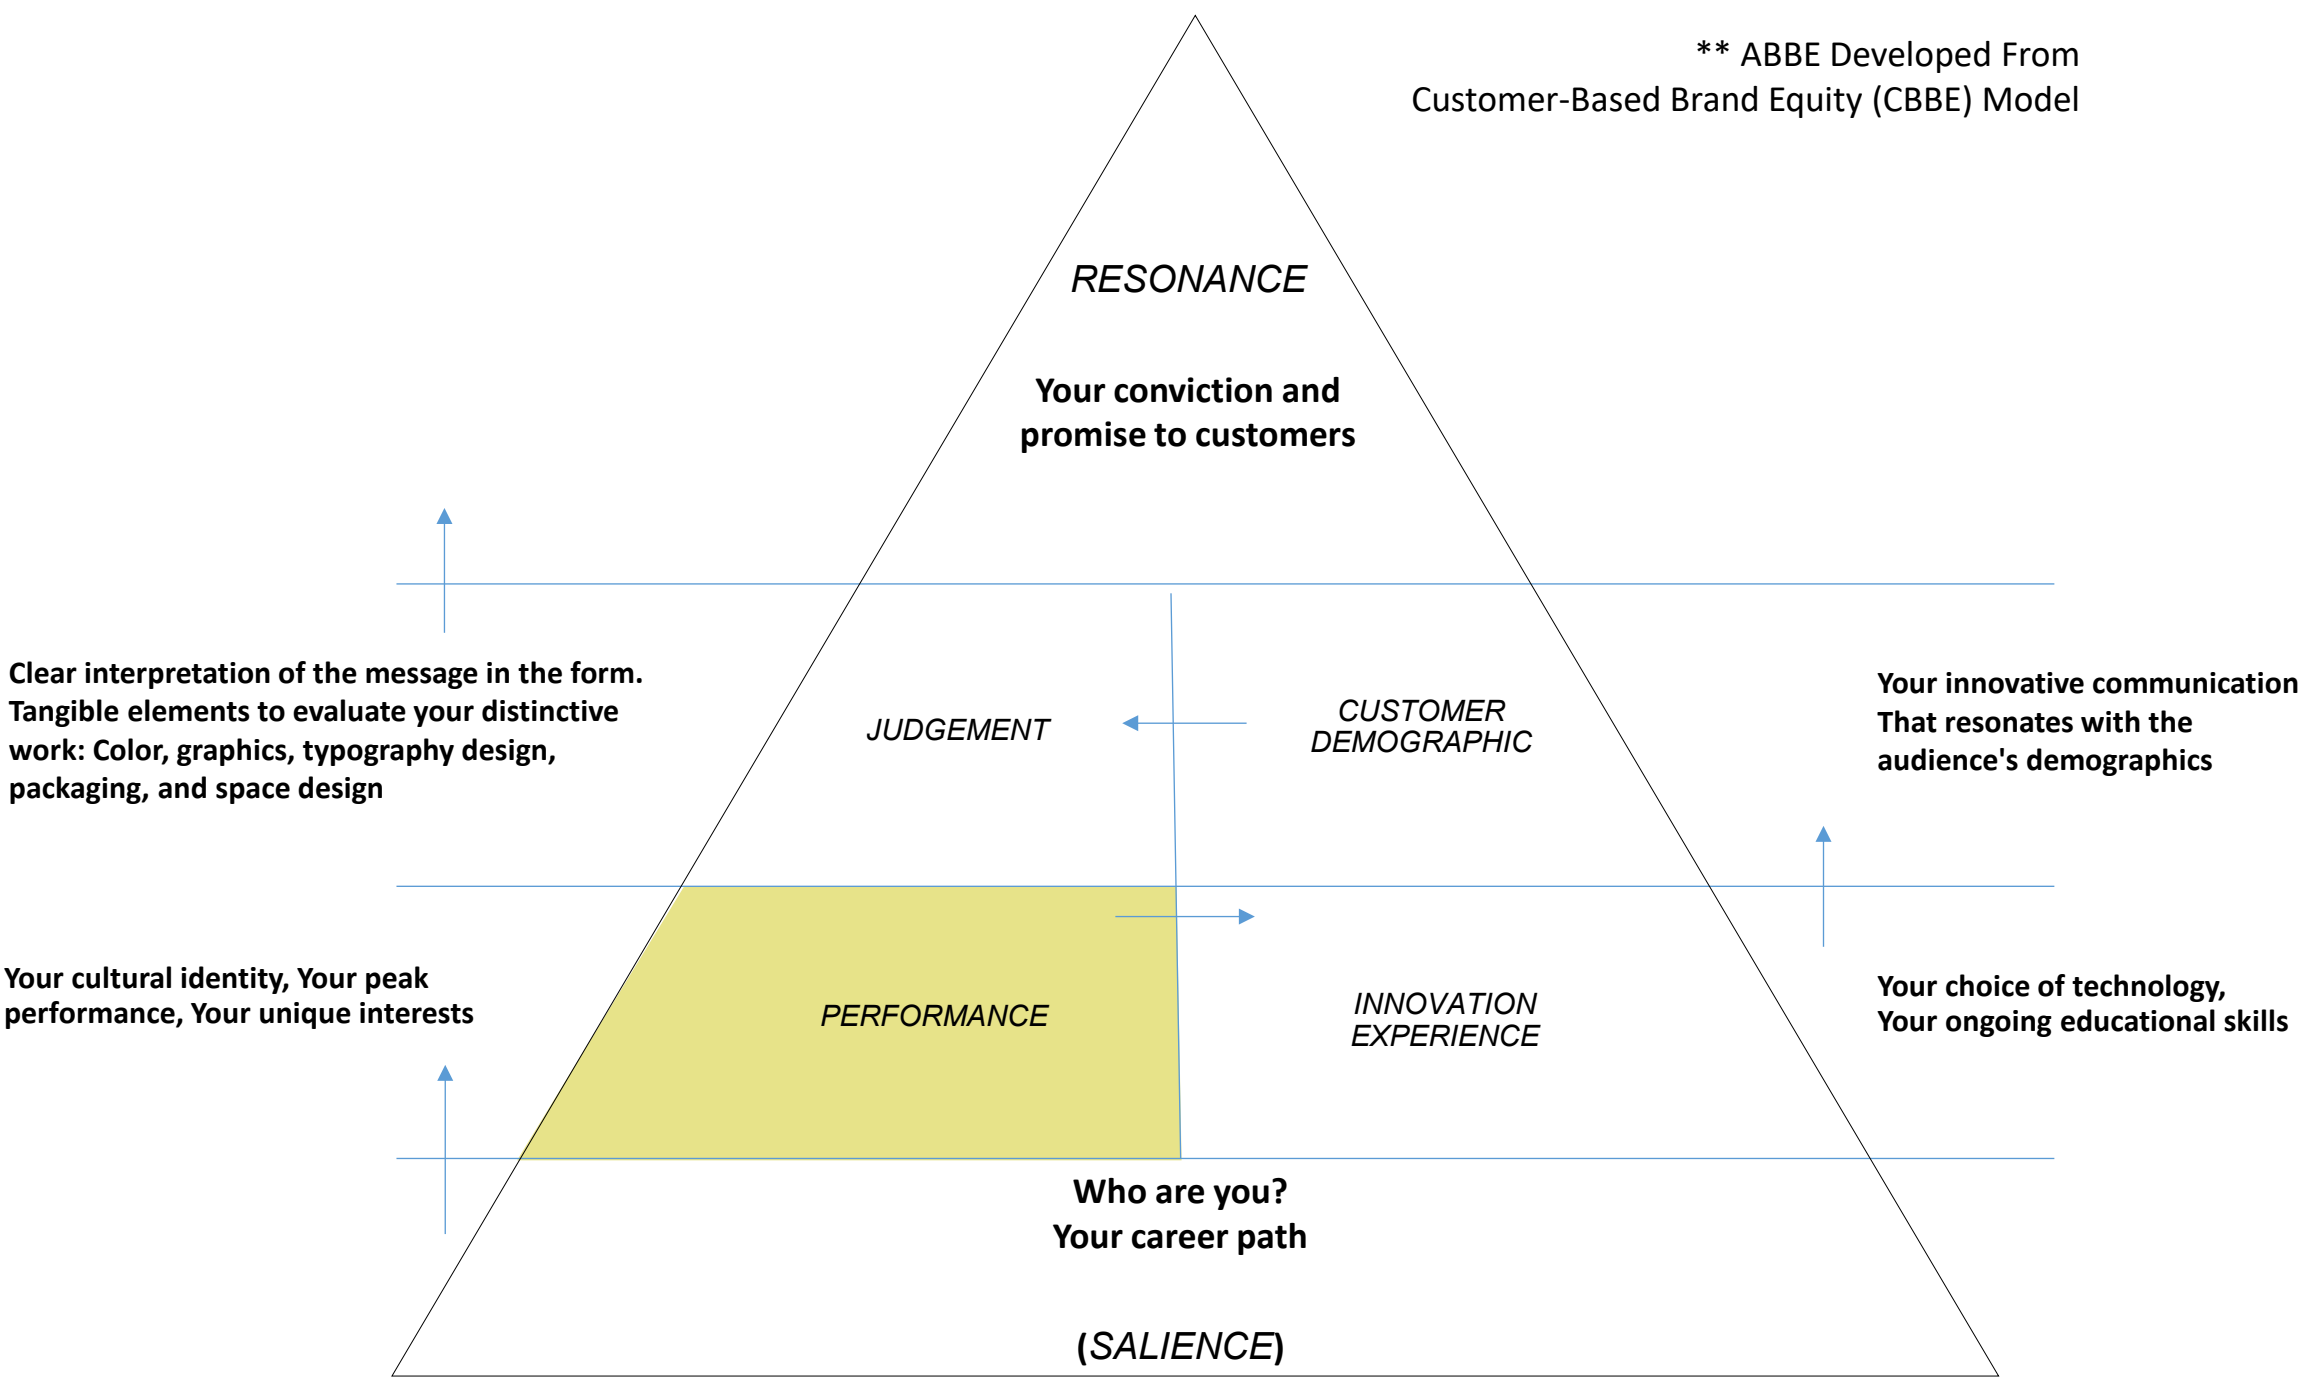 ** ABBE Developed From
Customer-Based Brand Equity (CBBE) Model
RESONANCE
Your conviction and
promise to customers
Clear interpretation of the message in the form.
Tangible elements to evaluate your distinctive
work: Color, graphics, typography design,
packaging, and space design
JUDGEMENT
CUSTOMER
DEMOGRAPHIC
Your innovative communication
That resonates with the
audience's demographics
Your cultural identity, Your peak
performance, Your unique interests
PERFORMANCE
INNOVATION
EXPERIENCE
Your choice of technology,
Your ongoing educational skills
Who are you?
Your career path
(SALIENCE)